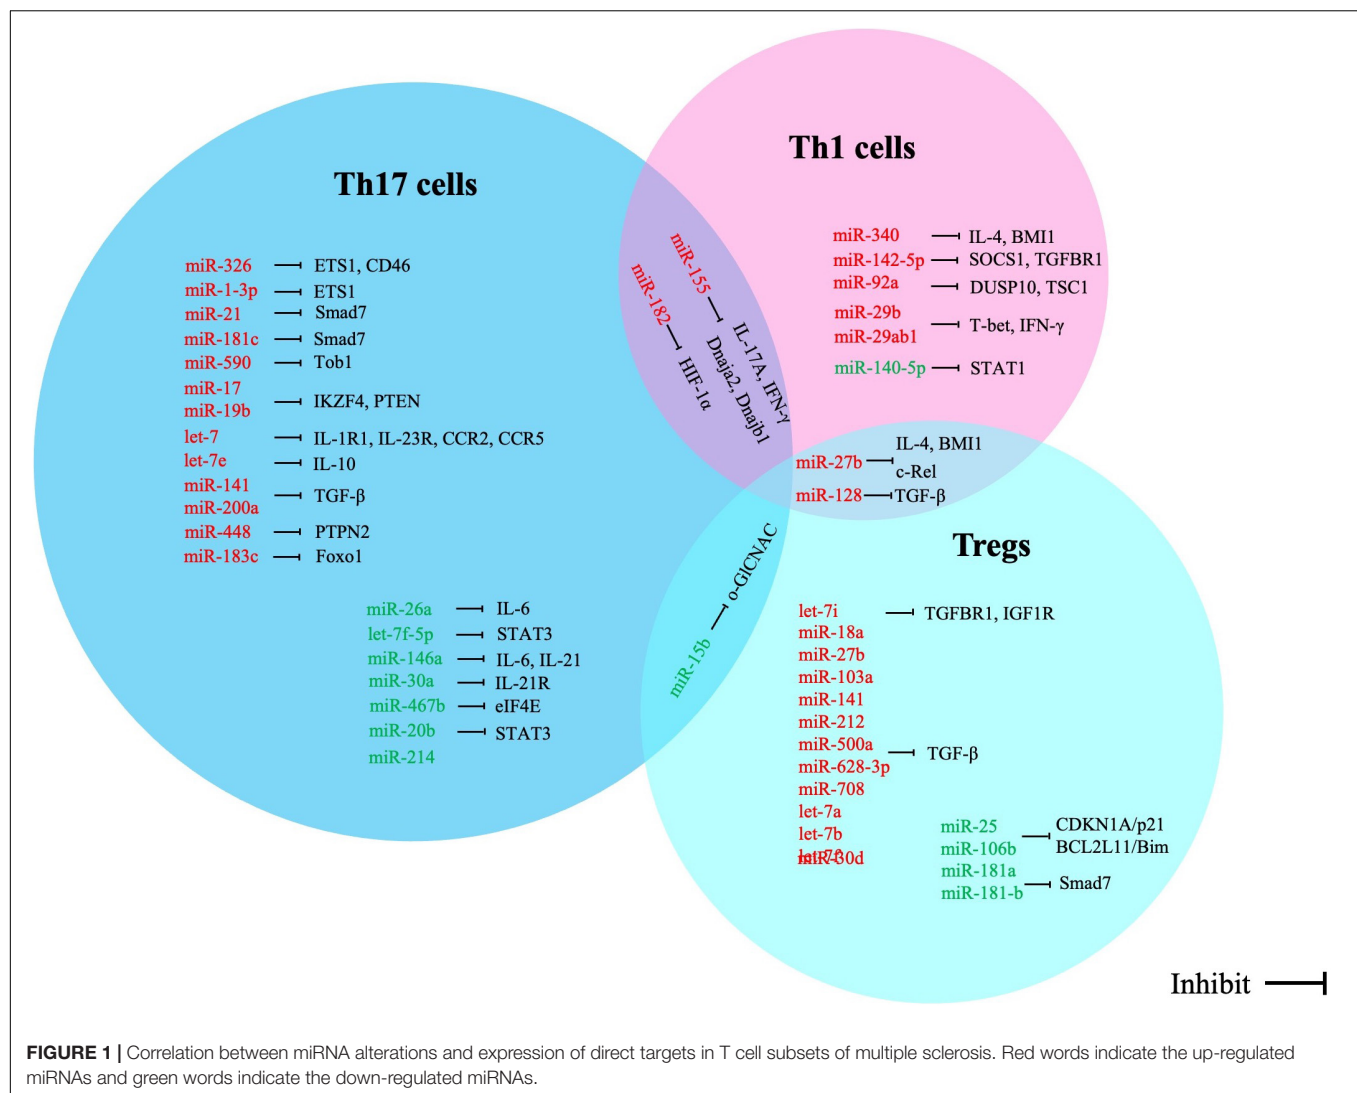 Th17 cells
miR-326 ETS1, CD46
miR-1-3p ETS1
miR-21 Smad7
miR-181c Smad7
miR-590 Tob1
miR-17
miR-19b
IKZF4, PTEN
let-7 IL-1R1, IL-23R, CCR2, CCR5
let-7e IL-10
miR-141
miR-200a
TGF-β
miR-448 PTPN2
miR-183c Foxo1
miR-26a IL-6
let-7f-5p STAT3
miR-146a IL-6, IL-21
miR-30a IL-21R
miR-467b eIF4E
miR-20b STAT3
miR-214
miR-155
IL-17A, IFN-γ
Dnaja2, Dnajb1
miR-182
HIF-1α
Th1 cells
miR-340 IL-4, BMI1
miR-142-5p SOCS1, TGFBR1
miR-92a DUSP10, TSC1
miR-29b
miR-29ab1
T-bet, IFN-γ
miR-140-5p STAT1
IL-4, BMI1
miR-27b
c-Rel
miR-128 TGF-β
miR-15b o-GlCNAC
Tregs
let-7i TGFBR1, IGF1R
miR-18a
miR-27b
miR-103a
miR-141
miR-212
miR-500a
TGF-β
miR-628-3p
miR-708
let-7a
let-7b
miR-30d
miR-25
miR-106b
CDKN1A/p21
BCL2L11/Bim
miR-181a
miR-181-b
Smad7
Inhibit
FIGURE 1 | Correlation between miRNA alterations and expression of direct targets in T cell subsets of multiple sclerosis. Red words indicate the up-regulated
miRNAs and green words indicate the down-regulated miRNAs.